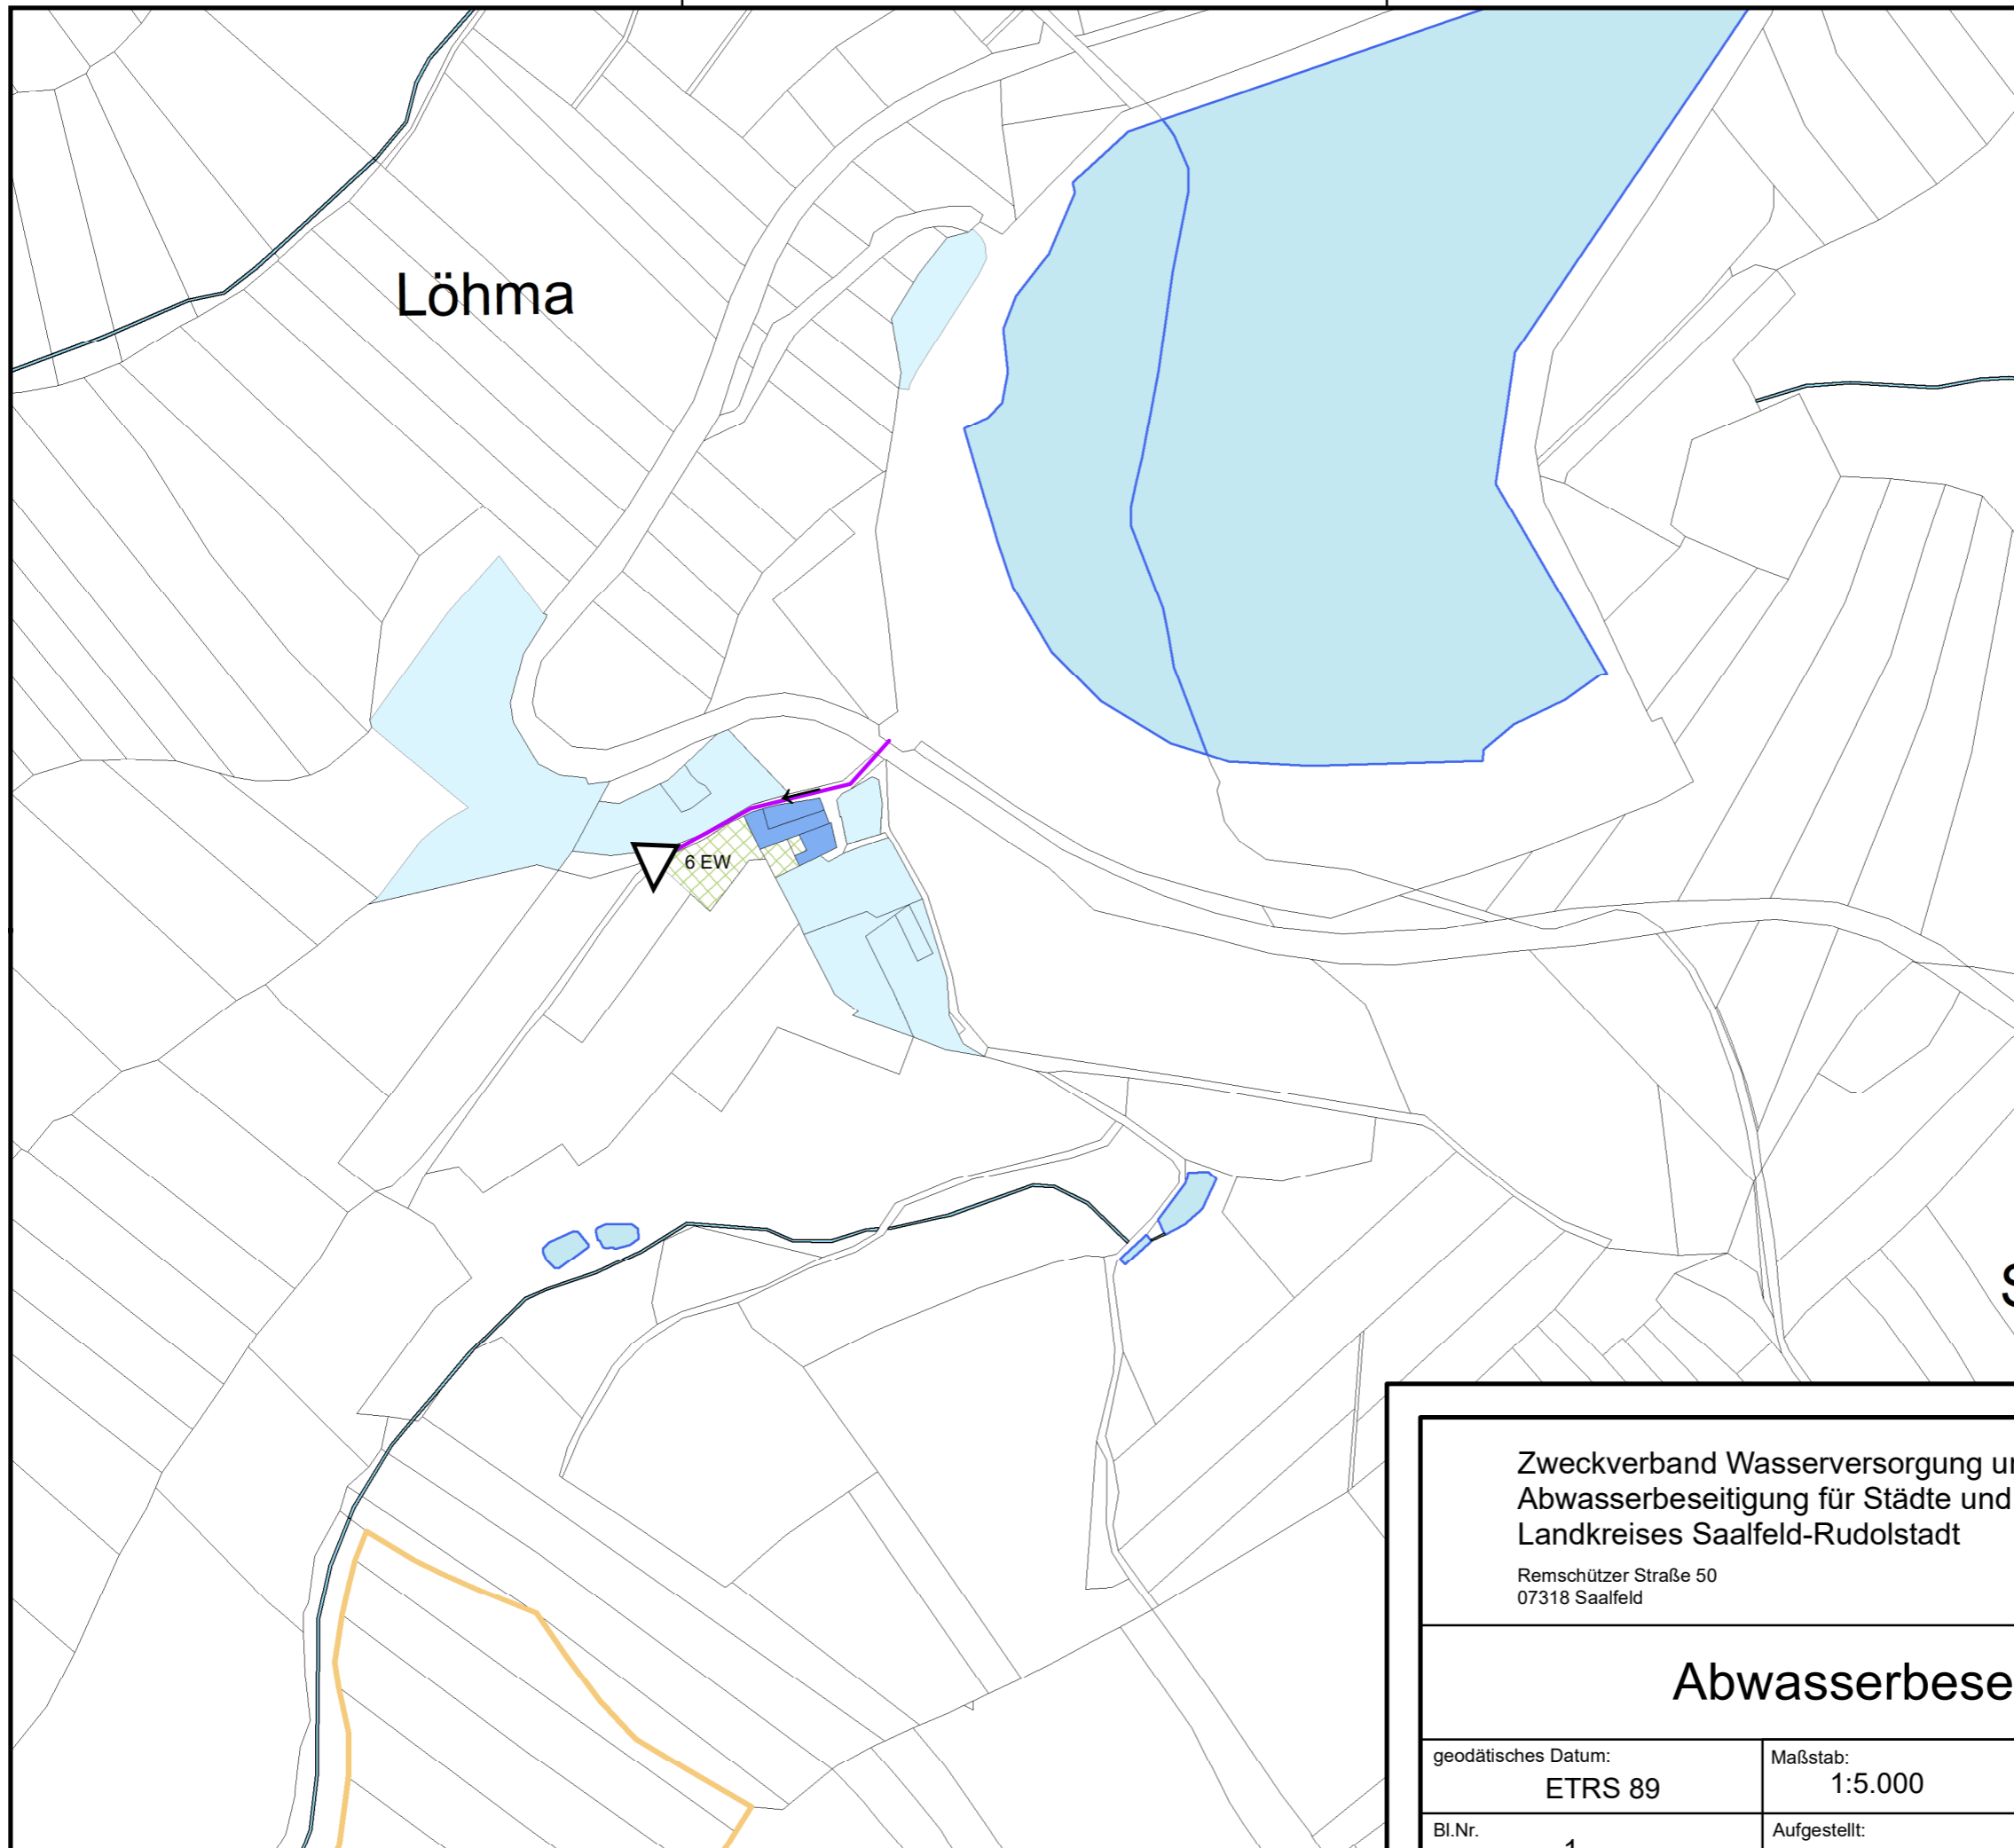 Löhma
6 EW
Zweckverband Wasserversorgung
Abwasserbeseitigung für Städte und
Landkreises Saalfeld-Rudolstadt
Remschützer Straße 50
07318 Saalfeld
Abwasserbese
geodätisches Datum:
ETRS 89
Maßstab:
1:5.000
Bl.Nr.
1
Aufgestellt: